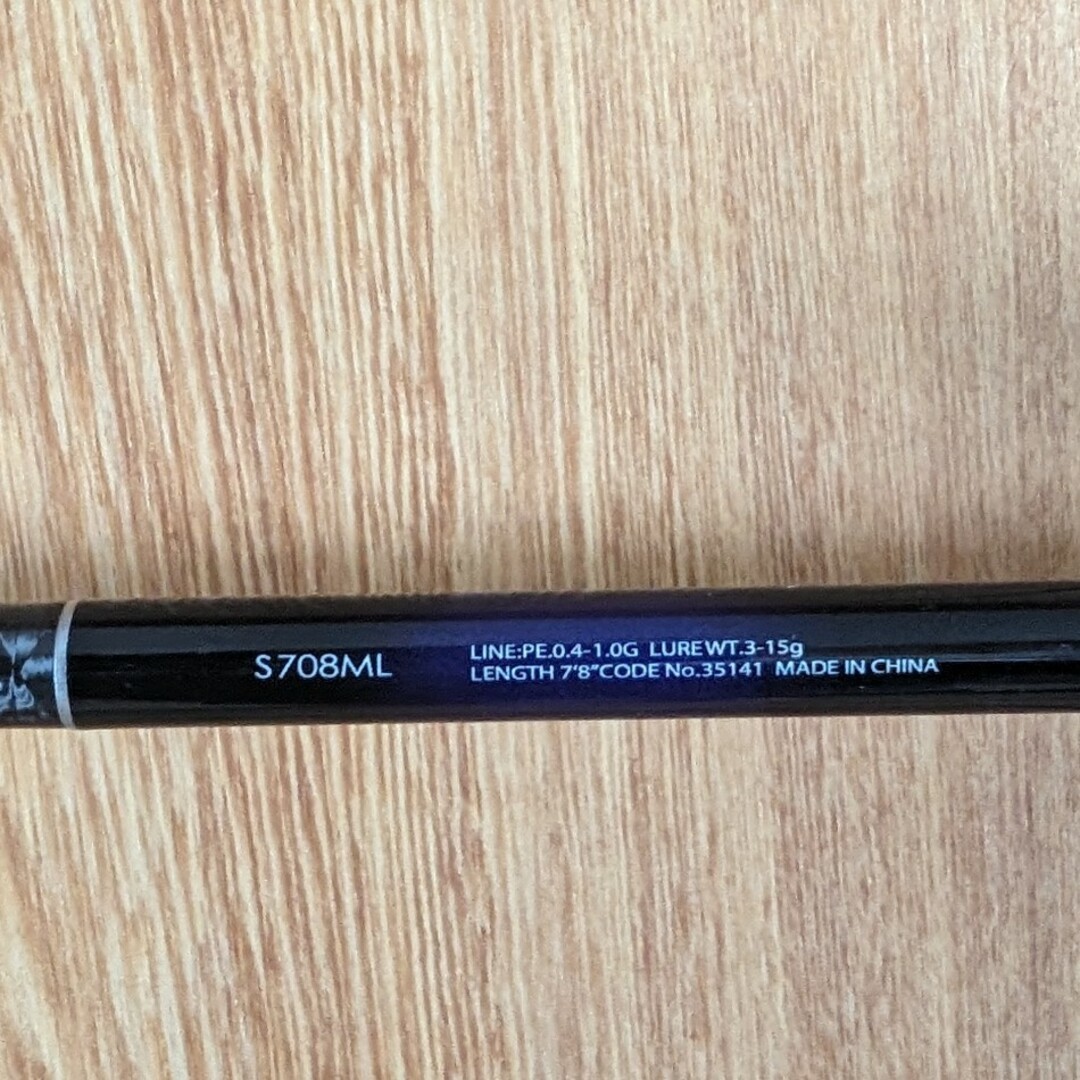 S708ML
LINE:PE.0.4-1.0G LURE WT.3-15g
LENGTH 7'8"CODE No.35141 MADE IN CHINA